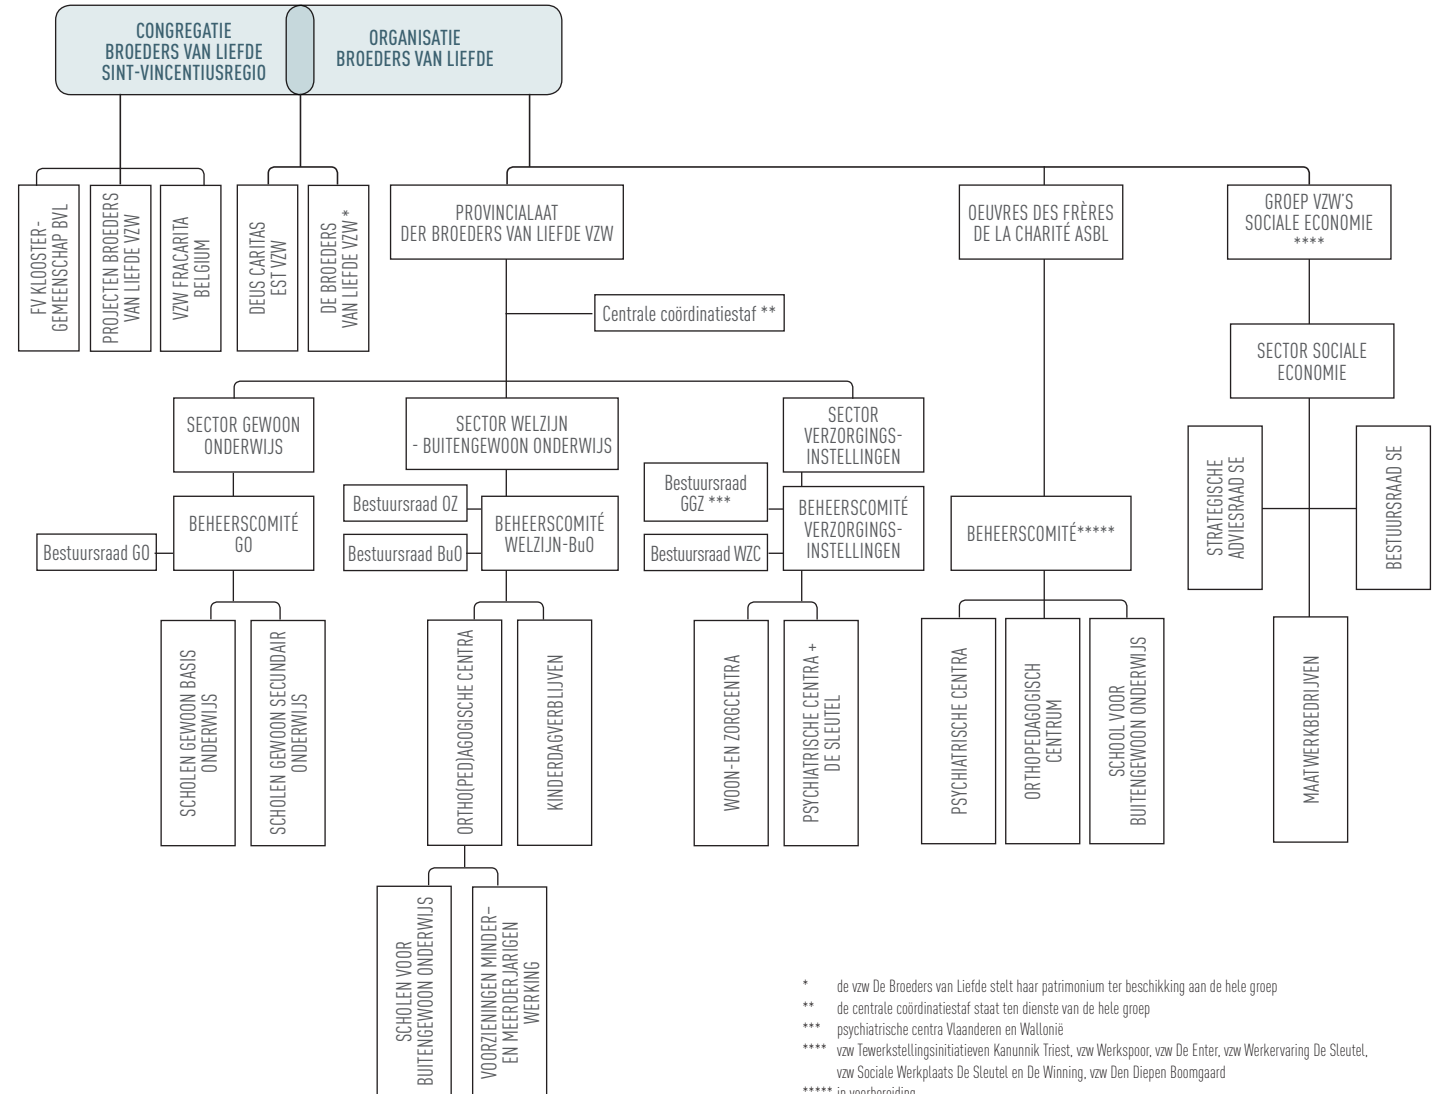 CONGREGATIE
BROEDERS VAN LIEFDE
SINT-VINCENTIUSREGIO
ORGANISATIE
BROEDERS VAN LIEFDE
FV KLOOSTER-
GEMEENSCHAP BVL
PROJECTEN BROEDERS
VAN LIEFDE VZW
VZW FRACARITA
BELGIUM
DEUS CARITAS
EST VZW
DE BROEDERS
VAN LIEFDE VZW *
PROVINCIALAAT
DER BROEDERS VAN LIEFDE VZW
OEUVRES DES FRÈRES
DE LA CHARITÉ ASBL
GROEP VZW'S
SOCIALE ECONOMIE
****
Centrale coördinatiestaf **
SECTOR SOCIALE
ECONOMIE
SECTOR GEWOON
ONDERWIJS
SECTOR WELZIJN
- BUITENGEWOON ONDERWIJS
SECTOR
VERZORGINGS-
INSTELLINGEN
STRATEGISCHE
ADVIESRAAD SE
BESTUURSRAAD SE
Bestuursraad GO
BEHEERSCOMITÉ
GO
Bestuursraad OZ
Bestuursraad BuO
BEHEERSCOMITÉ
WELZIJN-BuO
Bestuursraad
GGZ ***
Bestuursraad WZC
BEHEERSCOMITÉ
VERZORGINGS-
INSTELLINGEN
BEHEERSCOMITÉ*****
SCHOLEN GEWOON BASIS
ONDERWIJS
SCHOLEN GEWOON SECUNDAIR
ONDERWIJS
ORTHO(PED)AGOGISCHE CENTRA
KINDERDAGVERBLIJVEN
WOON-EN ZORGCENTRA
PSYCHIATRISCHE CENTRA +
DE SLEUTEL
PSYCHIATRISCHE CENTRA
ORTHOPEDAGOGISCH
CENTRUM
SCHOOL VOOR
BUITENGEWOON ONDERWIJS
MAATWERKBEDRIJVEN
SCHOLEN VOOR
BUITENGEWOON ONDERWIJS
VOORZIENINGEN MINDER–
EN MEERDERJARIGEN
WERKING
* de vzw De Broeders van Liefde stelt haar patrimonium ter beschikking aan de hele groep
** de centrale coördinatiestaf staat ten dienste van de hele groep
*** psychiatrische centra Vlaanderen en Wallonië
**** vzw Tewerkstellingsinitiatieven Kanunnik Triest, vzw Werkspoor, vzw De Enter, vzw Werkervaring De Sleutel,
vzw Sociale Werkplaats De Sleutel en De Winning, vzw Den Diepen Boomgaard
***** in voorbereiding